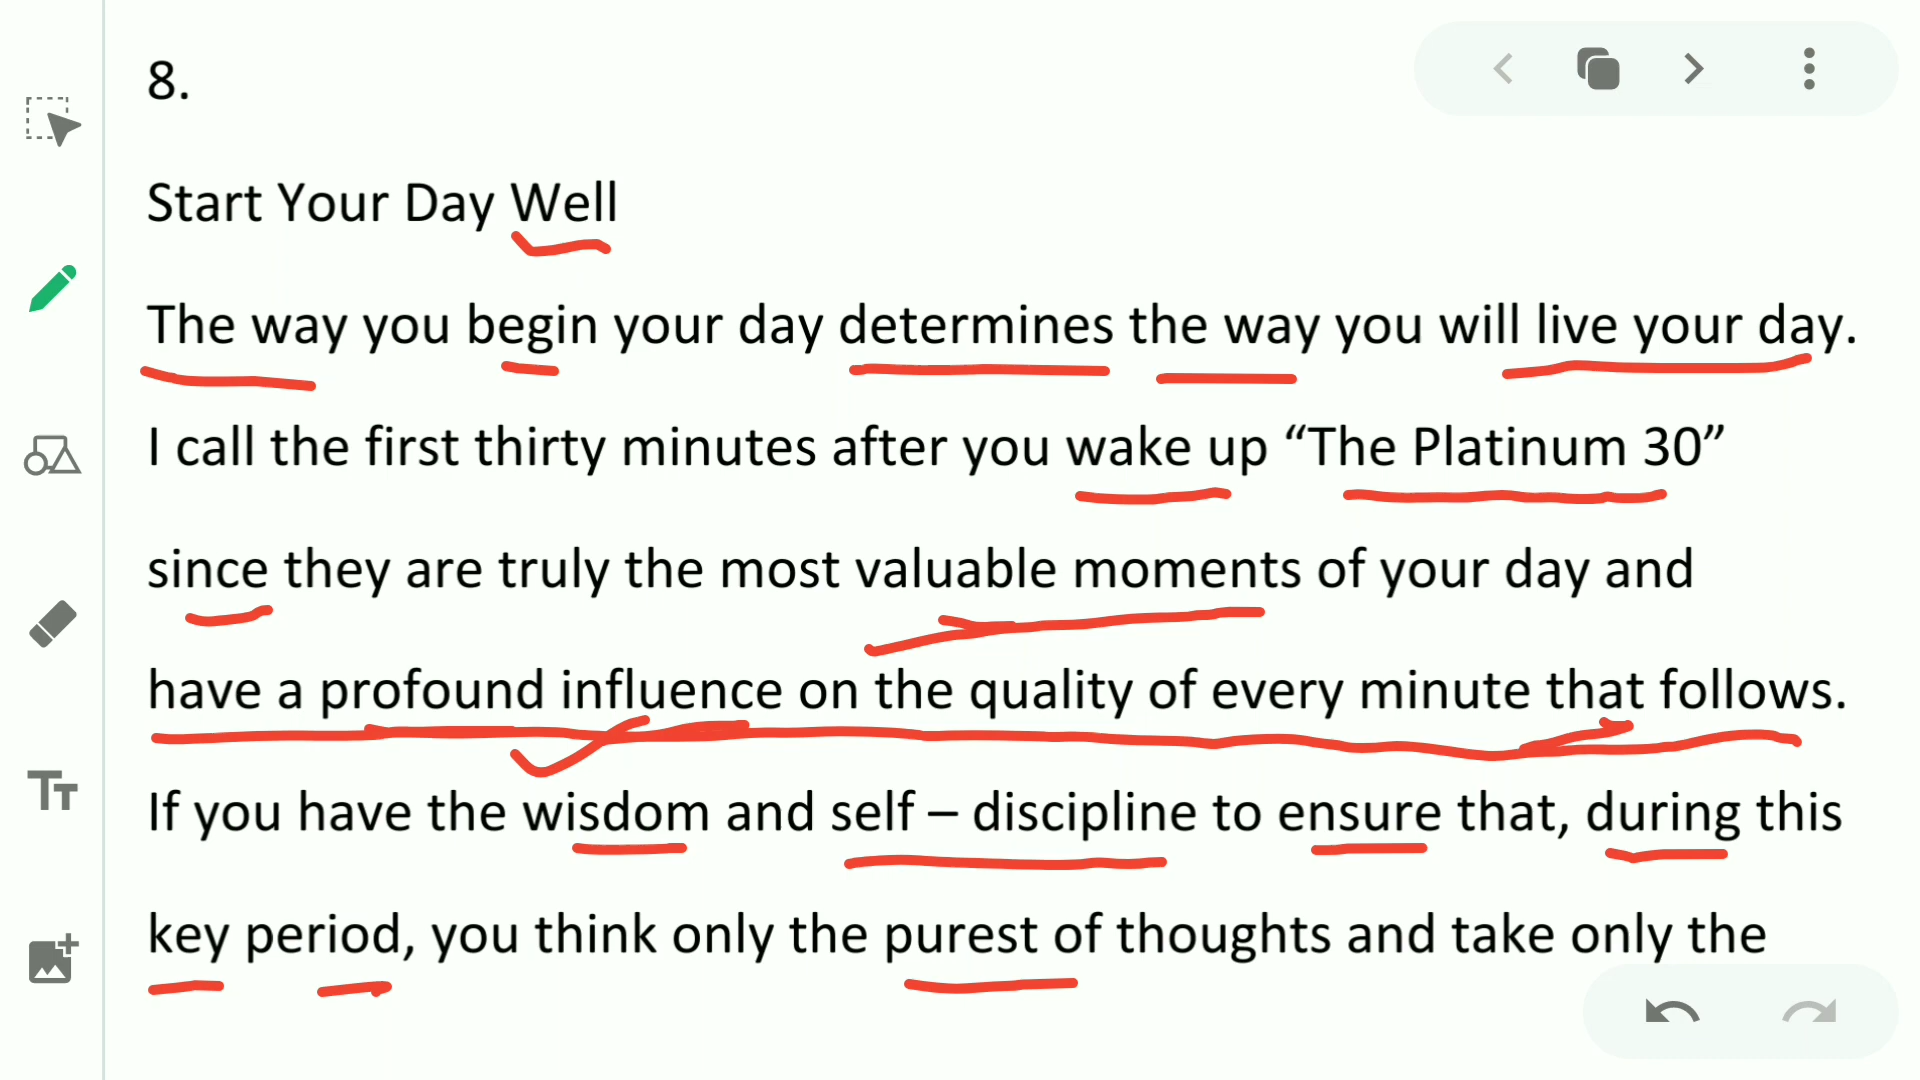 8.
Start Your Day Well
The way you begin your day determines the way you will live your day.
I call the first thirty minutes after you wake up “The Platinum 30”
since they are truly the most valuable moments of your day and
have a profound influence on the quality of every minute that follows.
If you have the wisdom and self – discipline to ensure that, during this
key period, you think only the purest of thoughts and take only the